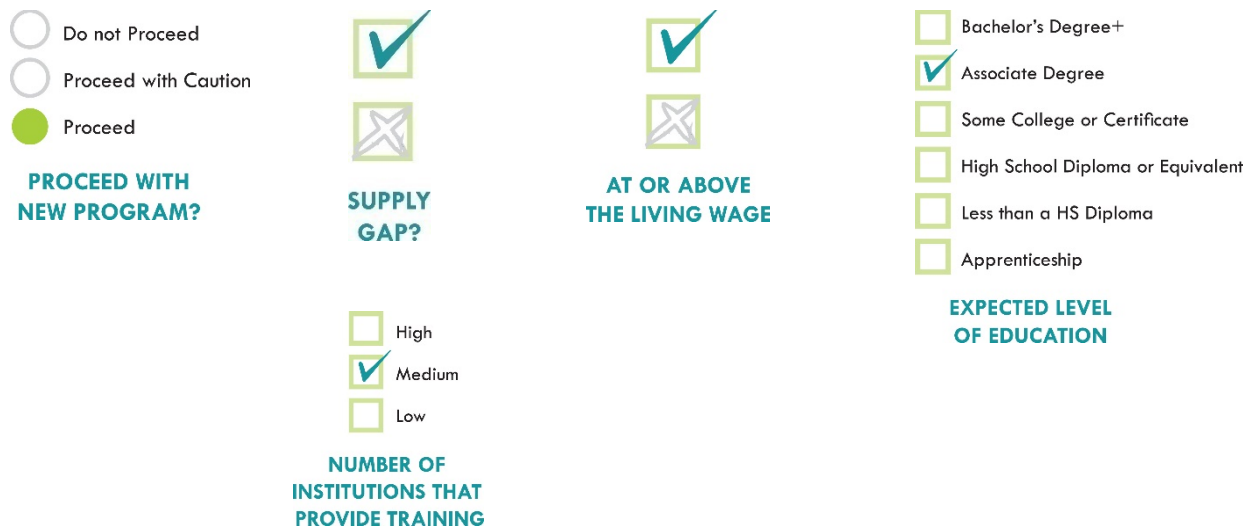 Do not Proceed
Proceed with Caution
Proceed
PROCEED WITH
NEW PROGRAM?
SUPPLY
GAP?
AT OR ABOVE
THE LIVING WAGE
Bachelor's Degree+
Associate Degree
Some College or Certificate
High School Diploma or Equivalent
Less than a HS Diploma
Apprenticeship
EXPECTED LEVEL
OF EDUCATION
High
Medium
Low
NUMBER OF
INSTITUTIONS THAT
PROVIDE TRAINING